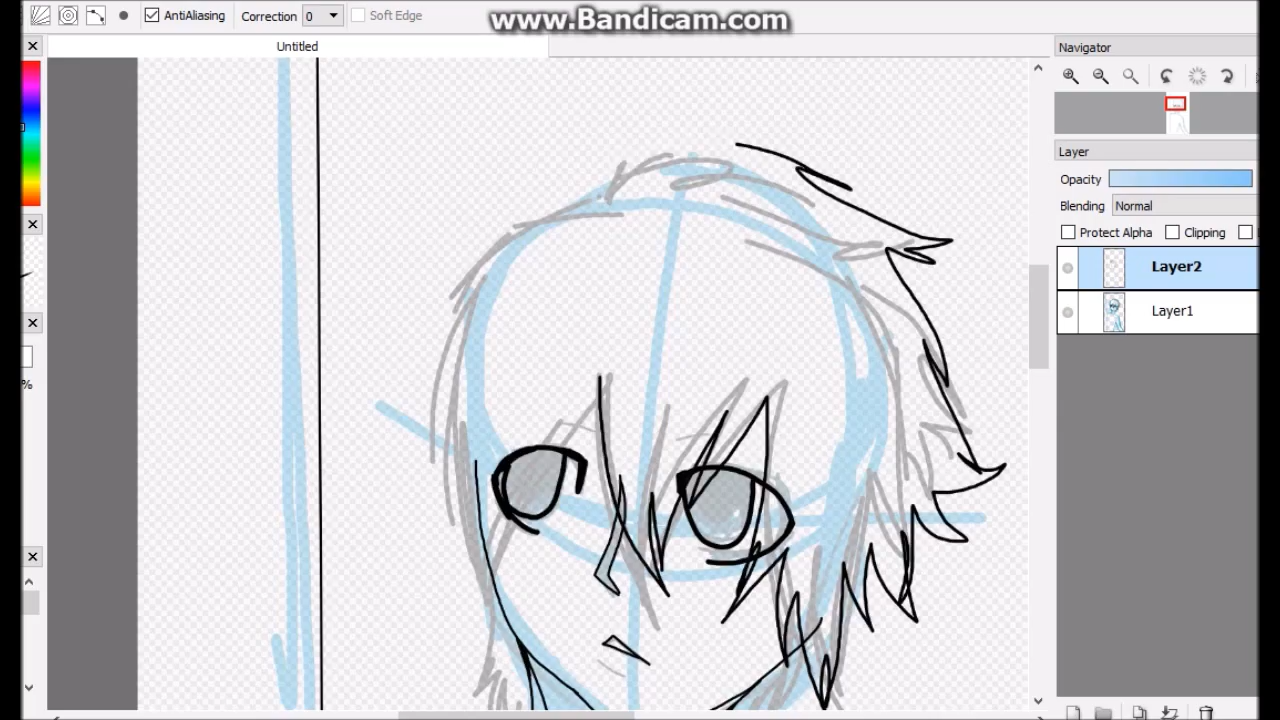 AntiAliasing Correction 0 Soft Edge
www.Bandicam.com
Untitled
Navigator
Layer
Opacity
Blending Normal
Protect Alpha Clipping
Layer2
Layer1
%